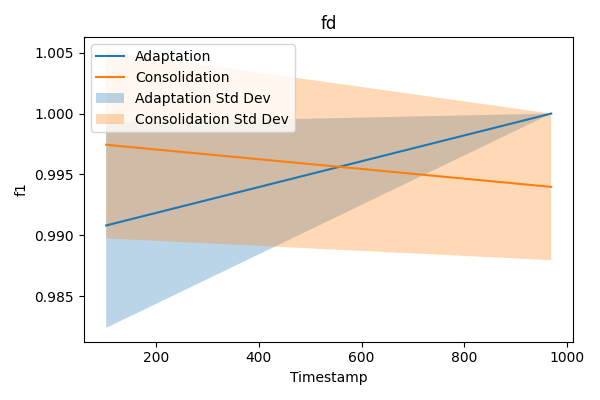 fd
Adaptation
Consolidation
Adaptation Std Dev
Consolidation Std Dev
1.005
1.000
0.995
0.990
0.985
f1
200
400
600
800
1000
Timestamp